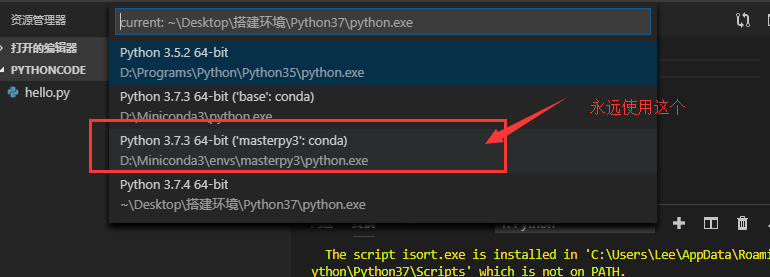 资源管理器
打开的编辑器
PYTHONCODE
hello.py
current: ~\Desktop\搭建环境\Python37\python.exe
Python 3.5.2 64-bit
D:\Programs\Python\Python35\python.exe
Python 3.7.3 64-bit ('base': conda)
D:\Miniconda3\python.exe
Python 3.7.3 64-bit ('masterpy3': conda)
D:\Miniconda3\envs\masterpy3\python.exe
Python 3.7.4 64-bit
~\Desktop\搭建环境\Python37\python.exe
永远使用这个
The script isort.exe is installed in 'C:\Users\Lee\AppData\Roami
ython\Python37\Scripts' which is not on PATH.